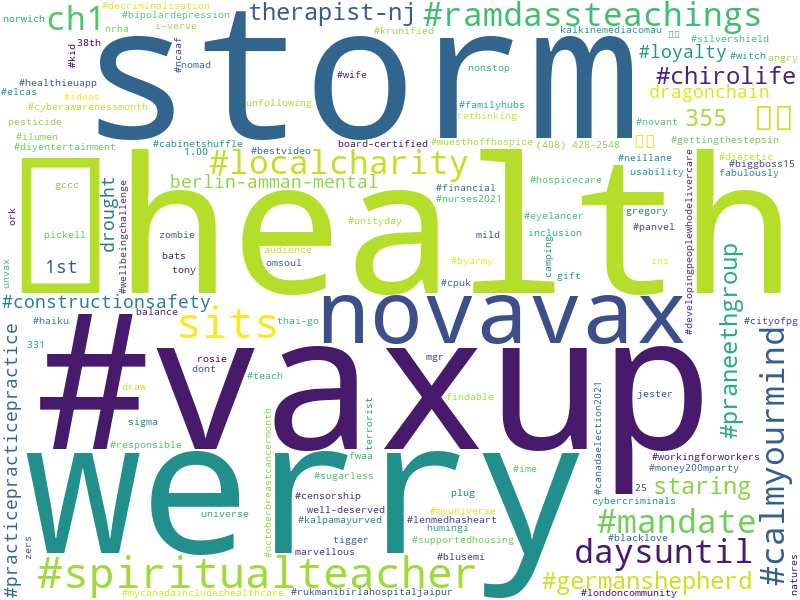 norwich
#decriminalisation
#bipolardepression
i-verve
nrha
ch1
therapist-nj
#ramdassteachings
#krunified
kalkinemediacomau
#silvershield
#kid
38th
#ncaaf
#nomad
storm
#wife
nonstop
#loyalty
#witch
angry
#healthieuapp
#elcas
#ideas
#cyberawarenessmonth
unfollowing
#familyhubs
rethinking
#chirolife
dragonchain
pesticide
#novant
355
#ilumen
#diyentertainment
#cabinetshuffle
1.00
#bestvideo
board-certified
#wuesthoffhospice
(408) 428-2548
#gettingthestepsin
#localcharity
#neillane
#dietetic
usability
#biggboss15
fabulously
berlin-amman-mental
#financial
#nurses2021
#hospicecare
gccc
health
ork
drought
#wellbeingchallenge
#unityday
#eyelancer
gregory
#panvel
pickell
zombie
audience
mild
inclusion
camping
#developingpeoplewhodelivercare
1st
bats
tony
omsoul
#byarmy
gift
ins
unvax
#cpuk
#constructionsafety
balance
novavax
#praneethgroup
#haiku
sits
thai-go
#cityofpg
331
rosie
dont
mgr
#vaxup
#teach
draw
findable
jester
#calmyourmind
#practicepracticepractice
sigma
terrorist
#canadaelection2021
#responsible
#octoberbreastcancermonth
fwaa
#workingforworkers
werry
#sugarless
#ime
#money200mparty
25
staring
#censorship
plug
cybercriminals
universe
well-deserved
#myuniverse
#kalpamayurved
#lenmedhasheart
humingi
#mandate
#supportedhousing
zers
tigger
#blacklove
marvellous
#blusemi
daysuntil
#spiritualteacher
#germanshepherd
natures
#mycanadaincludeshealthcare
#rukmanibirlahospitaljaipur
#londoncommunity